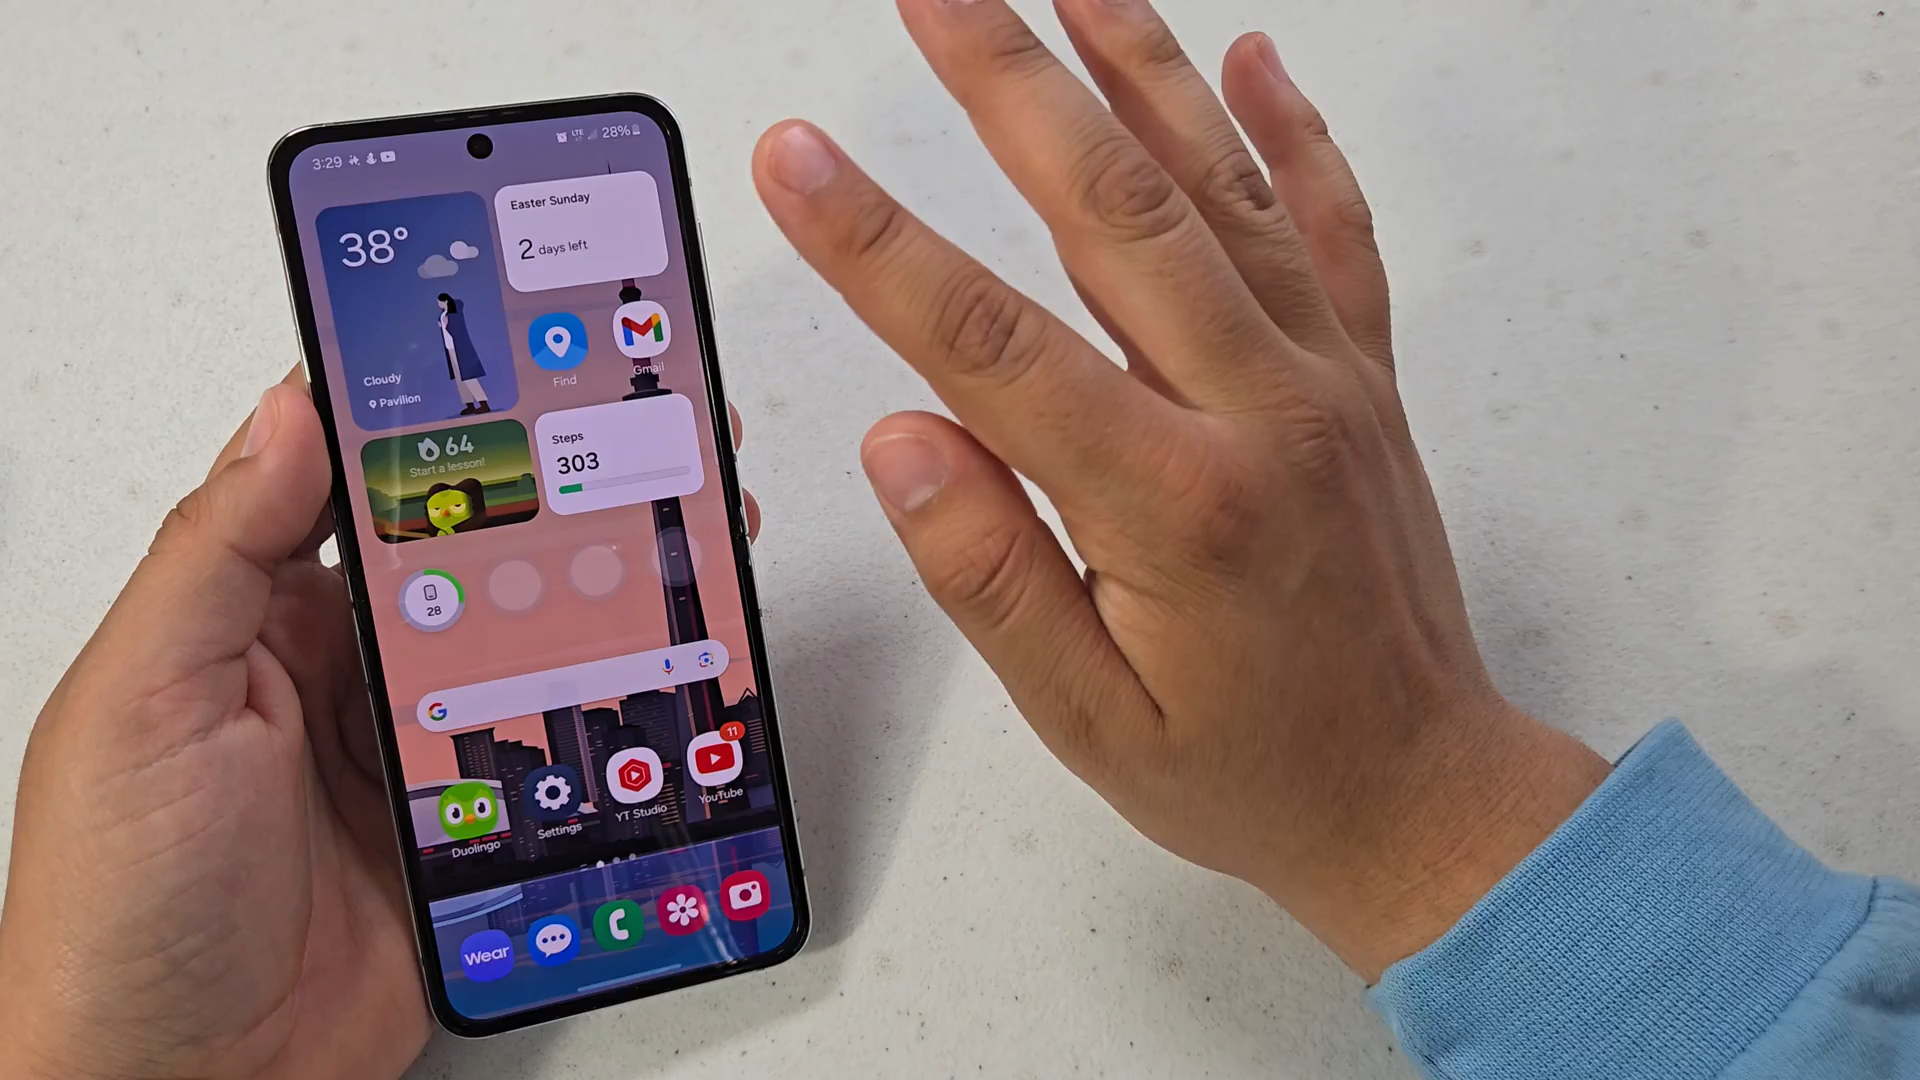 3:29
LTE
28%
38°
Cloudy
Pavilion
Easter Sunday
2 days left
Find
Gmail
64
Start a lesson!
Steps
303
28
G
11
Duolingo
Settings
YT Studio
YouTube
Wear